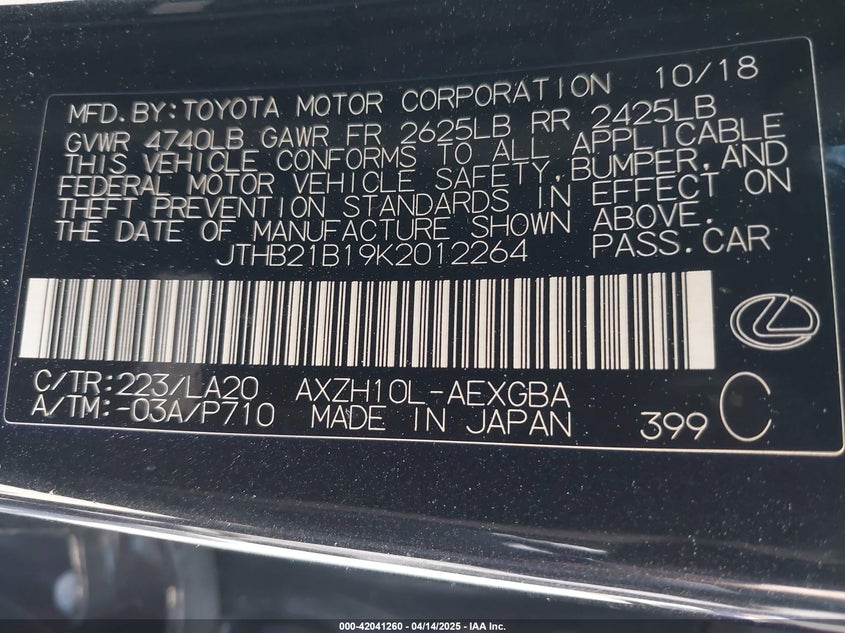 10/18
MFD.BY:TOYOTA MOTOR CORPORATION
GVWR 4740LB GAWR FR 2625LB RR 2425LB
THIS VEHICLE CONFORMS TO ALL APPLICABLE
FEDERAL MOTOR VEHICLE SAFETY,BUMPER,AND
THEFT PREVENTION STANDARDS IN EFFECT ON
THE DATE OF MANUFACTURE SHOWN ABOVE.
JTHB21B19K2012264 PASS.CAR
C/TR:223/LA20 AXZH10L-AEXGBA
A/TM:-03A/P710 MADE IN JAPAN 399 C
000-42041260 - 04/14/2025 - IAA Inc.